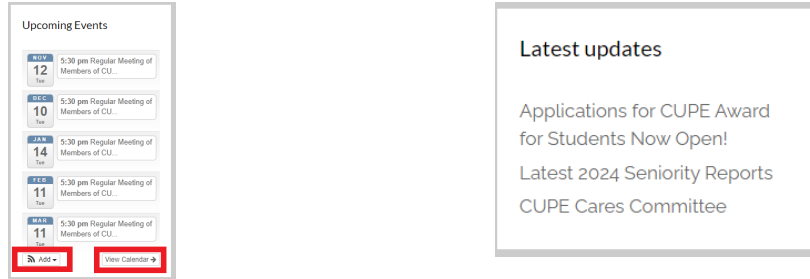 Upcoming Events
NOV
12
Tue
5:30 pm Regular Meeting of
Members of CU...
DEC
10
Tue
5:30 pm Regular Meeting of
Members of CU...
JAN
14
Tue
5:30 pm Regular Meeting of
Members of CU...
FEB
11
Tue
5:30 pm Regular Meeting of
Members of CU...
MAR
11
Tue
5:30 pm Regular Meeting of
Members of CU...
Add
View Calendar
Latest updates
Applications for CUPE Award
for Students Now Open!
Latest 2024 Seniority Reports
CUPE Cares Committee